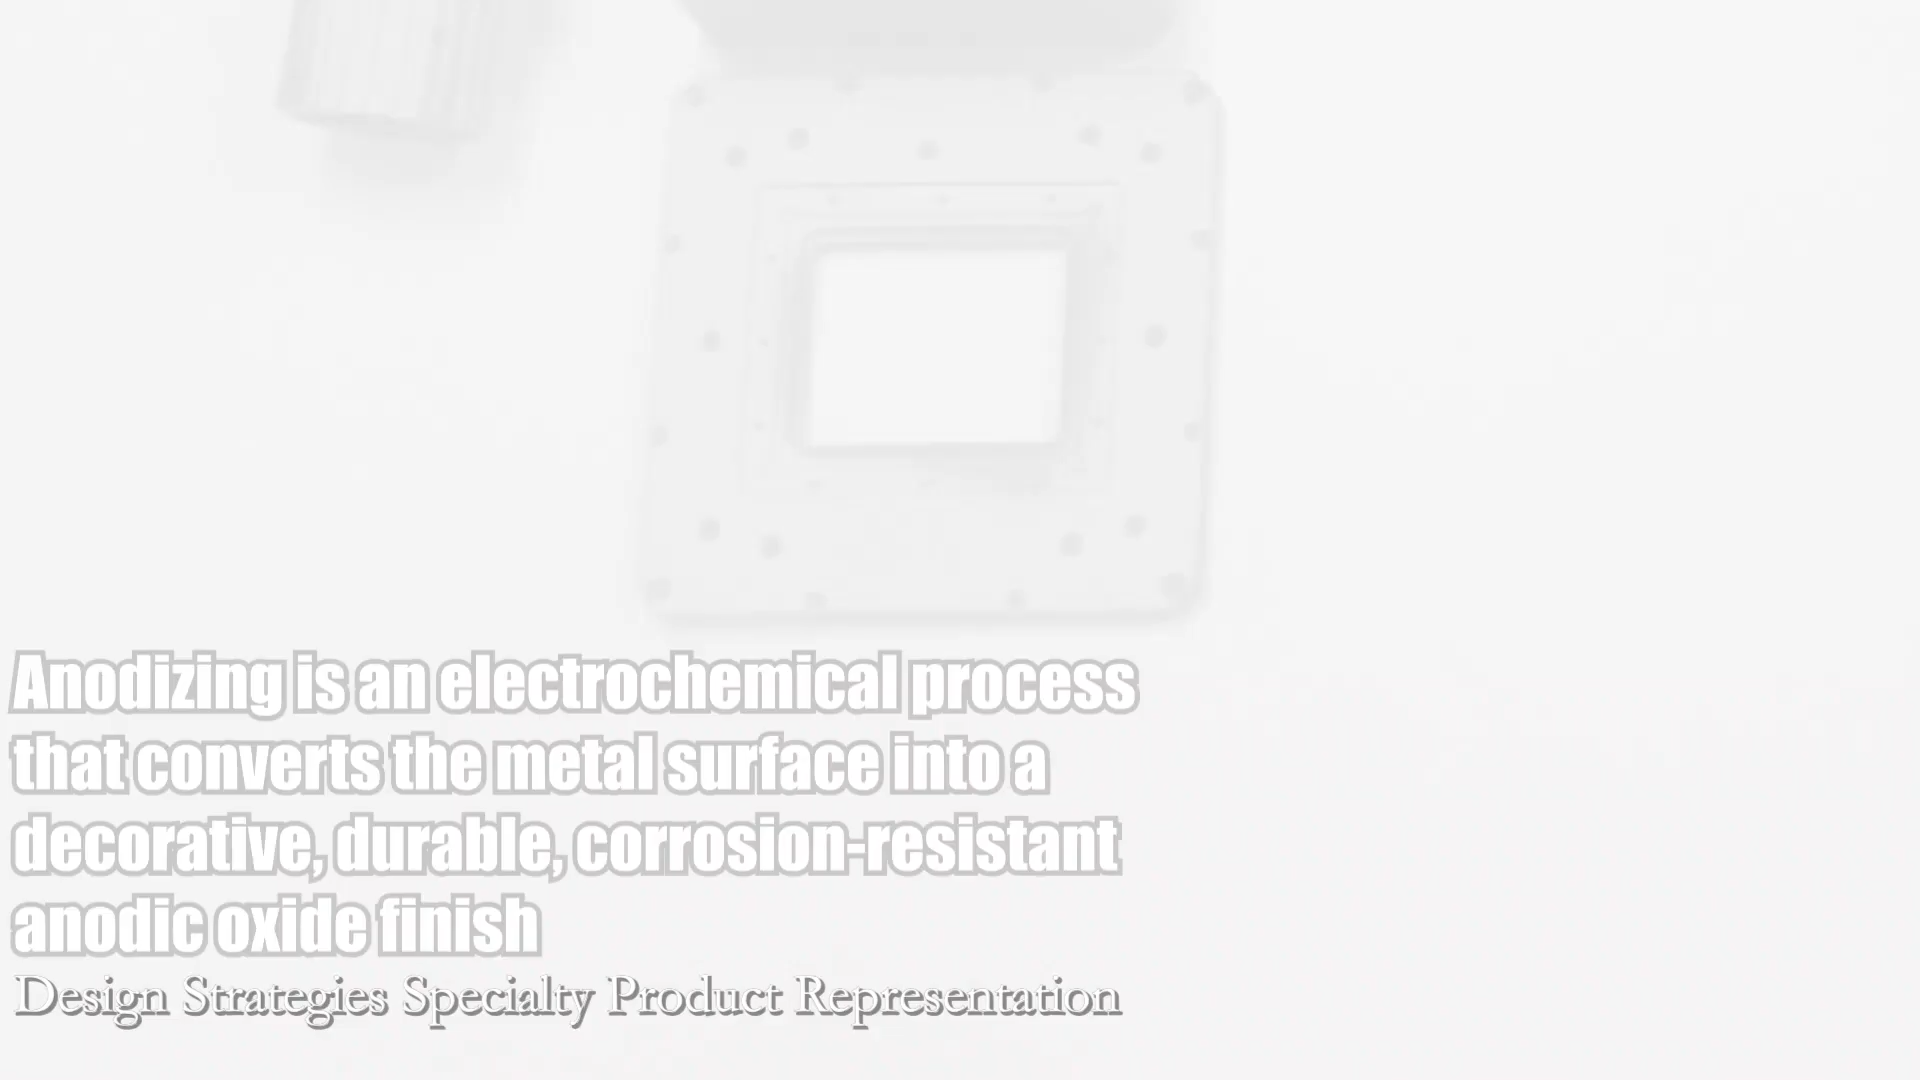 Anodizing is an electrochemical process
that converts the metal surface into a
decorative, durable, corrosion-resistant
anodic oxide finish
Design Strategies Specialty Product Representation